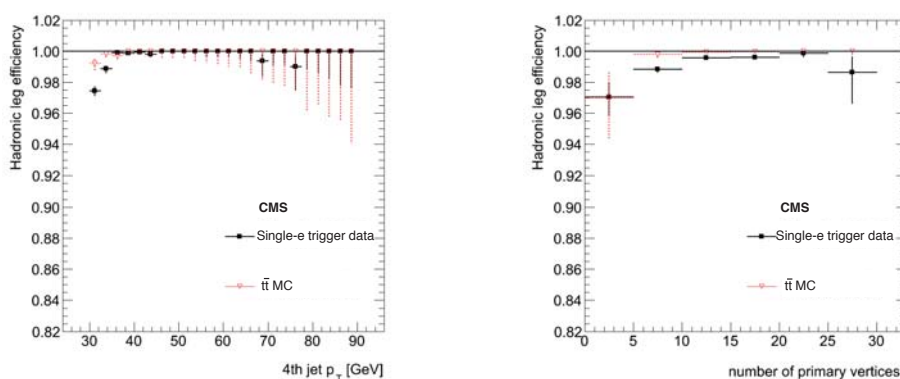 Hadronic leg efficiency
1.02
1.00
0.98
0.96
0.94
0.92
0.90
0.88
0.86
0.84
0.82
CMS
Single-e trigger data
tt̄ MC
30 40 50 60 70 80 90
4th jet p_T [GeV]
Hadronic leg efficiency
1.02
1.00
0.98
0.96
0.94
0.92
0.90
0.88
0.86
0.84
0.82
CMS
Single-e trigger data
tt̄ MC
0 5 10 15 20 25 30
number of primary vertices